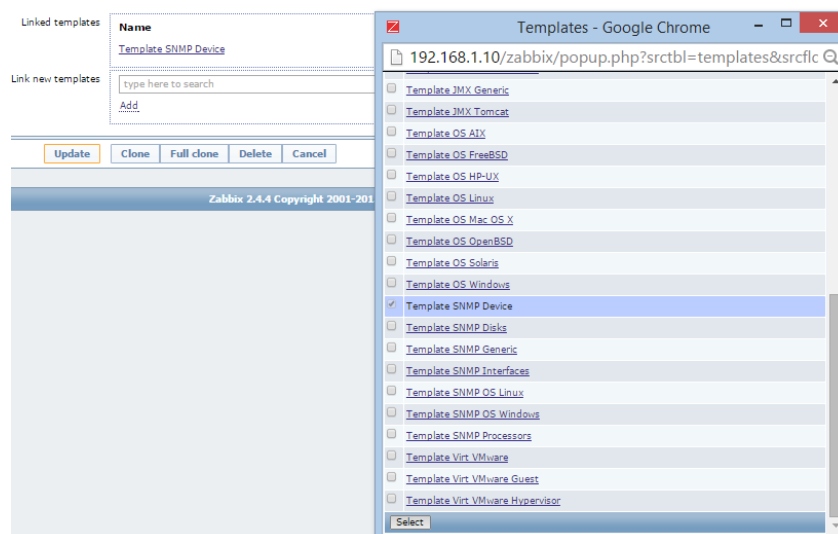 Linked templates
Name
Template SNMP Device
Link new templates
type here to search
Add
Update Clone Full clone Delete Cancel
Zabbix 2.4.4 Copyright 2001-201
Templates - Google Chrome
192.168.1.10/zabbix/popup.php?srctbl=templates&srcflc
Template JMX Generic
Template JMX Tomcat
Template OS AIX
Template OS FreeBSD
Template OS HP-UX
Template OS Linux
Template OS Mac OS X
Template OS OpenBSD
Template OS Solaris
Template OS Windows
Template SNMP Device
Template SNMP Disks
Template SNMP Generic
Template SNMP Interfaces
Template SNMP OS Linux
Template SNMP OS Windows
Template SNMP Processors
Template Virt VMware
Template Virt VMware Guest
Template Virt VMware Hypervisor
Select